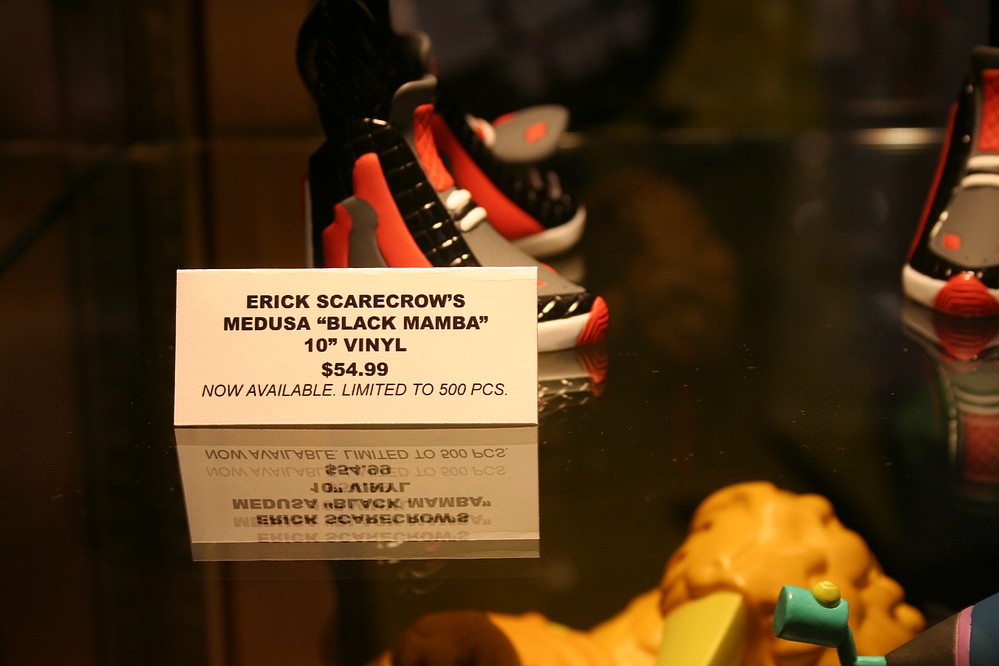 ERICK SCARECROW'S
MEDUSA “BLACK MAMBA”
10” VINYL
$54.99
NOW AVAILABLE. LIMITED TO 500 PCS.